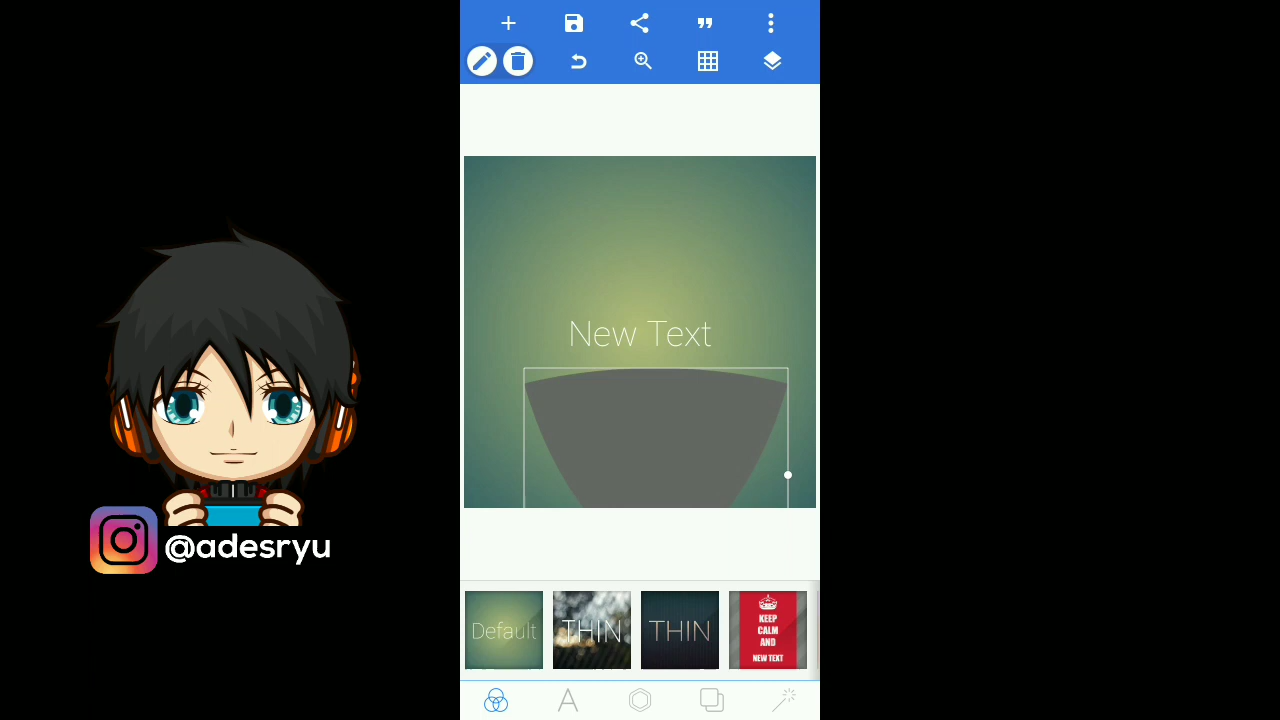 New Text
@adesryu
Default
THIN
THIN
KEEP
CALM
AND
NEW TEXT